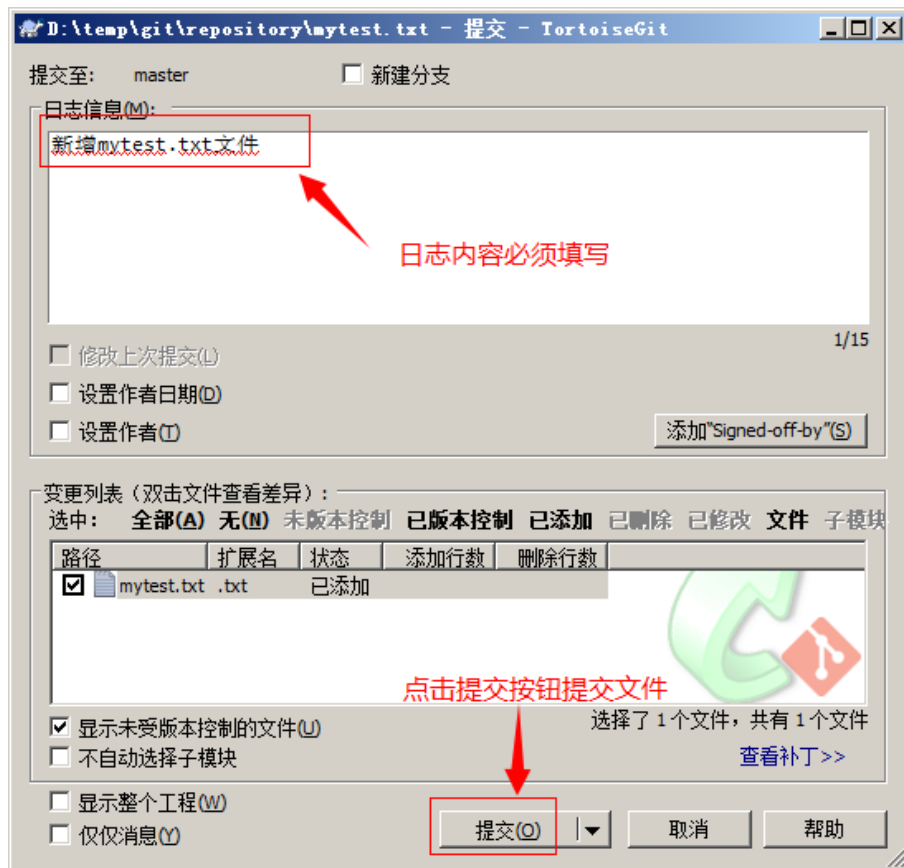 D:\temp\git\repository\mytest.txt - 提交 - TortoiseGit
提交至: master 新建分支
日志信息(M):
新增mytest.txt文件
日志内容必须填写
1/15
修改上次提交(L)
设置作者日期(D)
设置作者(T)
添加"Signed-off-by"(S)
变更列表（双击文件查看差异）:
选中: 全部(A) 无(N) 未版本控制 已版本控制 已添加 已删除 已修改 文件 子模块
路径 扩展名 状态 添加行数 删除行数
mytest.txt .txt 已添加
点击提交按钮提交文件
显示未受版本控制的文件(U)
选择了1个文件，共有1个文件
不自动选择子模块
查看补丁>>
显示整个工程(W)
仅仅消息(Y)
提交(O) 取消 帮助